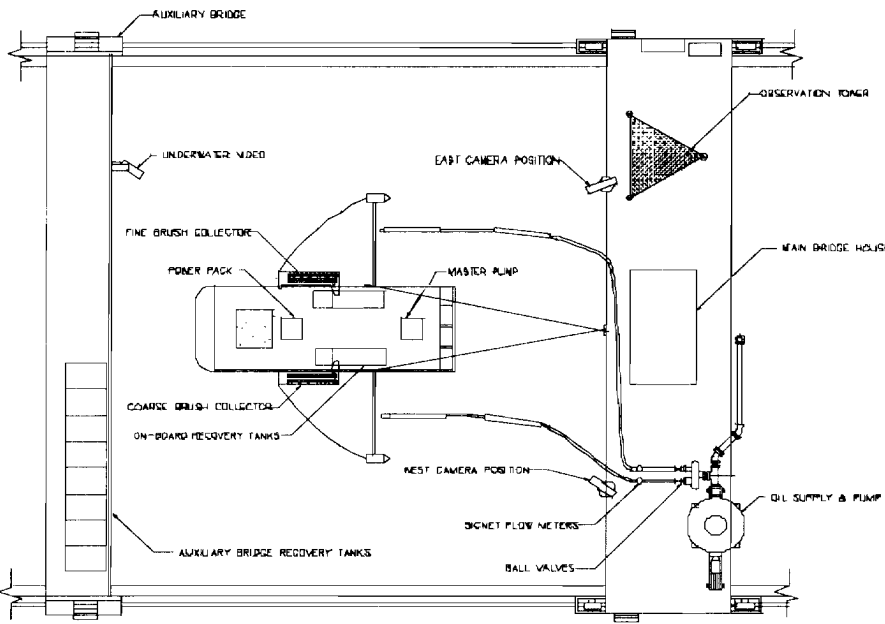 AUXILIARY BRIDGE
OBSERVATION TOWER
UNDERWATER VIDEO
EAST CAMERA POSITION
FINE BRUSH COLLECTOR
POWER PACK
MASTER PUMP
MAIN BRIDGE HOUS
COARSE BRUSH COLLECTOR
ON-BOARD RECOVERY TANKS
WEST CAMERA POSITION
OIL SUPPLY & PUMP
SIGNET FLOW METERS
AUXILIARY BRIDGE RECOVERY TANKS
BALL VALVES